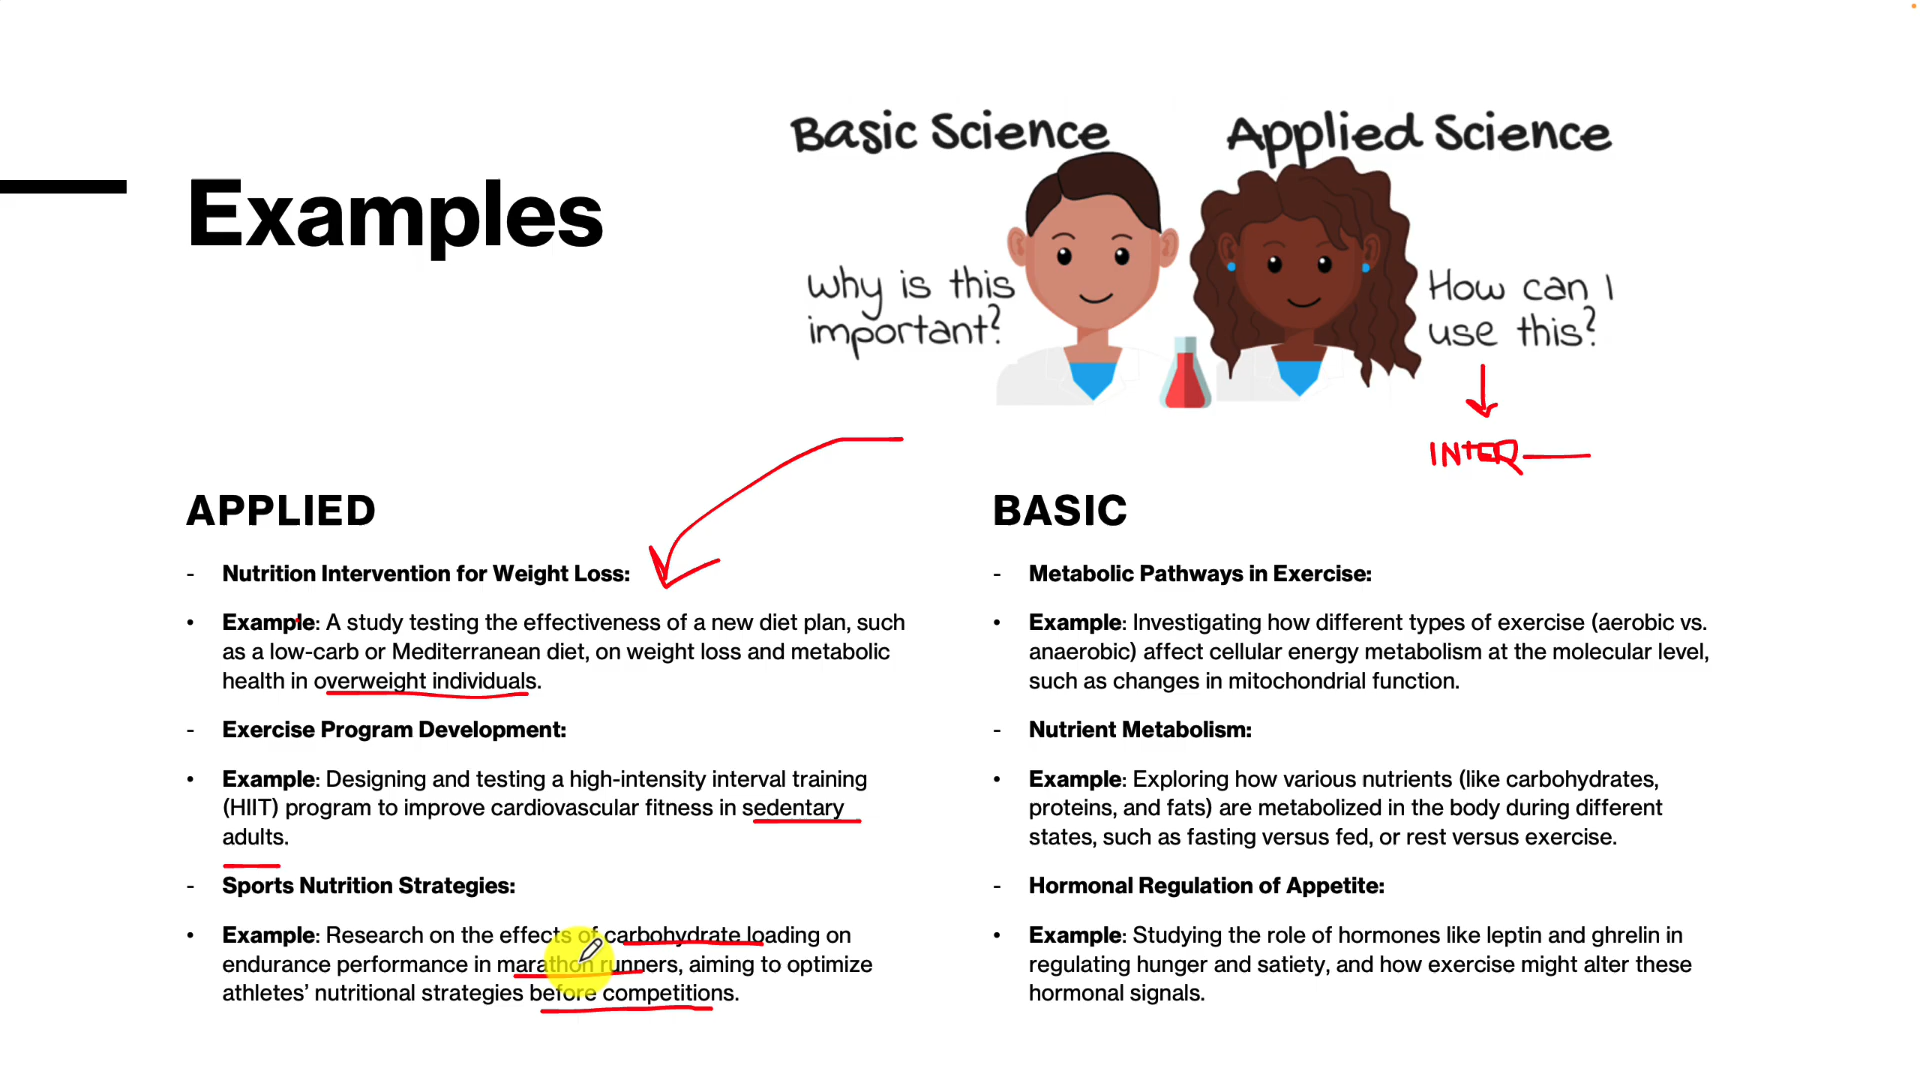 Basic Science
Applied Science
Examples
Why is this
important?
How can I
use this?
INTER
APPLIED
- Nutrition Intervention for Weight Loss:
• Example: A study testing the effectiveness of a new diet plan, such
as a low-carb or Mediterranean diet, on weight loss and metabolic
health in overweight individuals.
- Exercise Program Development:
• Example: Designing and testing a high-intensity interval training
(HIIT) program to improve cardiovascular fitness in sedentary
adults.
- Sports Nutrition Strategies:
• Example: Research on the effects of carbohydrate loading on
endurance performance in marathon runners, aiming to optimize
athletes’ nutritional strategies before competitions.
BASIC
- Metabolic Pathways in Exercise:
• Example: Investigating how different types of exercise (aerobic vs.
anaerobic) affect cellular energy metabolism at the molecular level,
such as changes in mitochondrial function.
- Nutrient Metabolism:
• Example: Exploring how various nutrients (like carbohydrates,
proteins, and fats) are metabolized in the body during different
states, such as fasting versus fed, or rest versus exercise.
- Hormonal Regulation of Appetite:
• Example: Studying the role of hormones like leptin and ghrelin in
regulating hunger and satiety, and how exercise might alter these
hormonal signals.